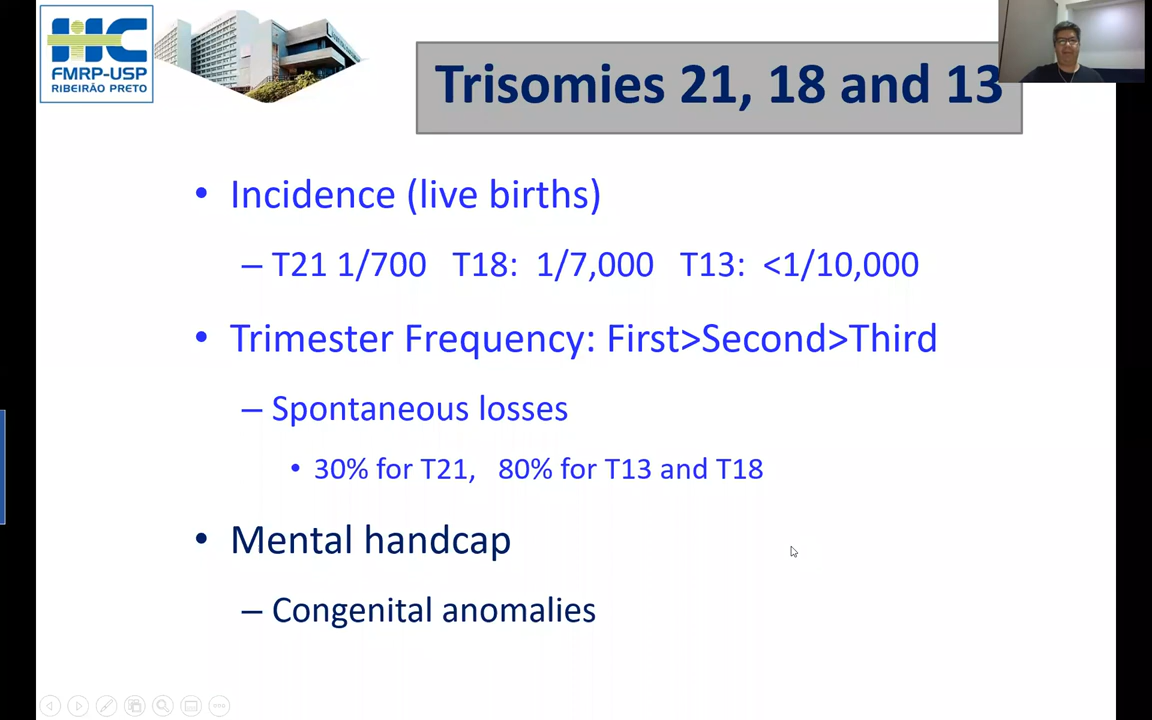 HC
FMRP-USP
RIBEIRÃO PRETO
Trisomies 21, 18 and 13
• Incidence (live births)
– T21 1/700 T18: 1/7,000 T13: <1/10,000
• Trimester Frequency: First>Second>Third
– Spontaneous losses
• 30% for T21, 80% for T13 and T18
• Mental handcap
– Congenital anomalies